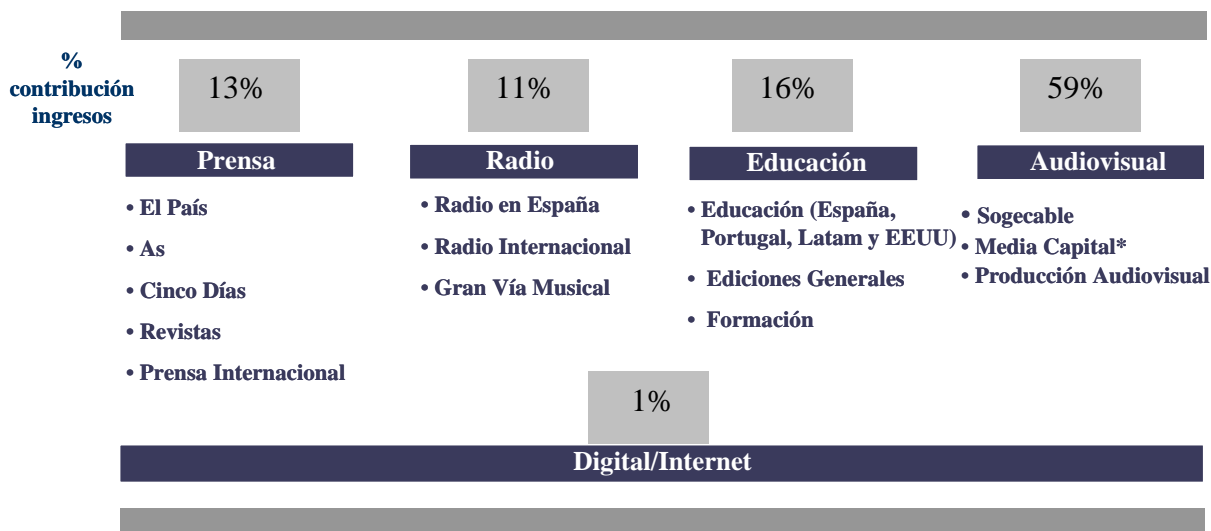 %
contribución
ingresos
13%
11%
16%
59%
Prensa
• El País
• As
• Cinco Días
• Revistas
• Prensa Internacional
Radio
• Radio en España
• Radio Internacional
• Gran Vía Musical
Educación
• Educación (España,
Portugal, Latam y EEUU)
• Ediciones Generales
• Formación
Audiovisual
• Sogecable
• Media Capital*
• Producción Audiovisual
1%
Digital/Internet